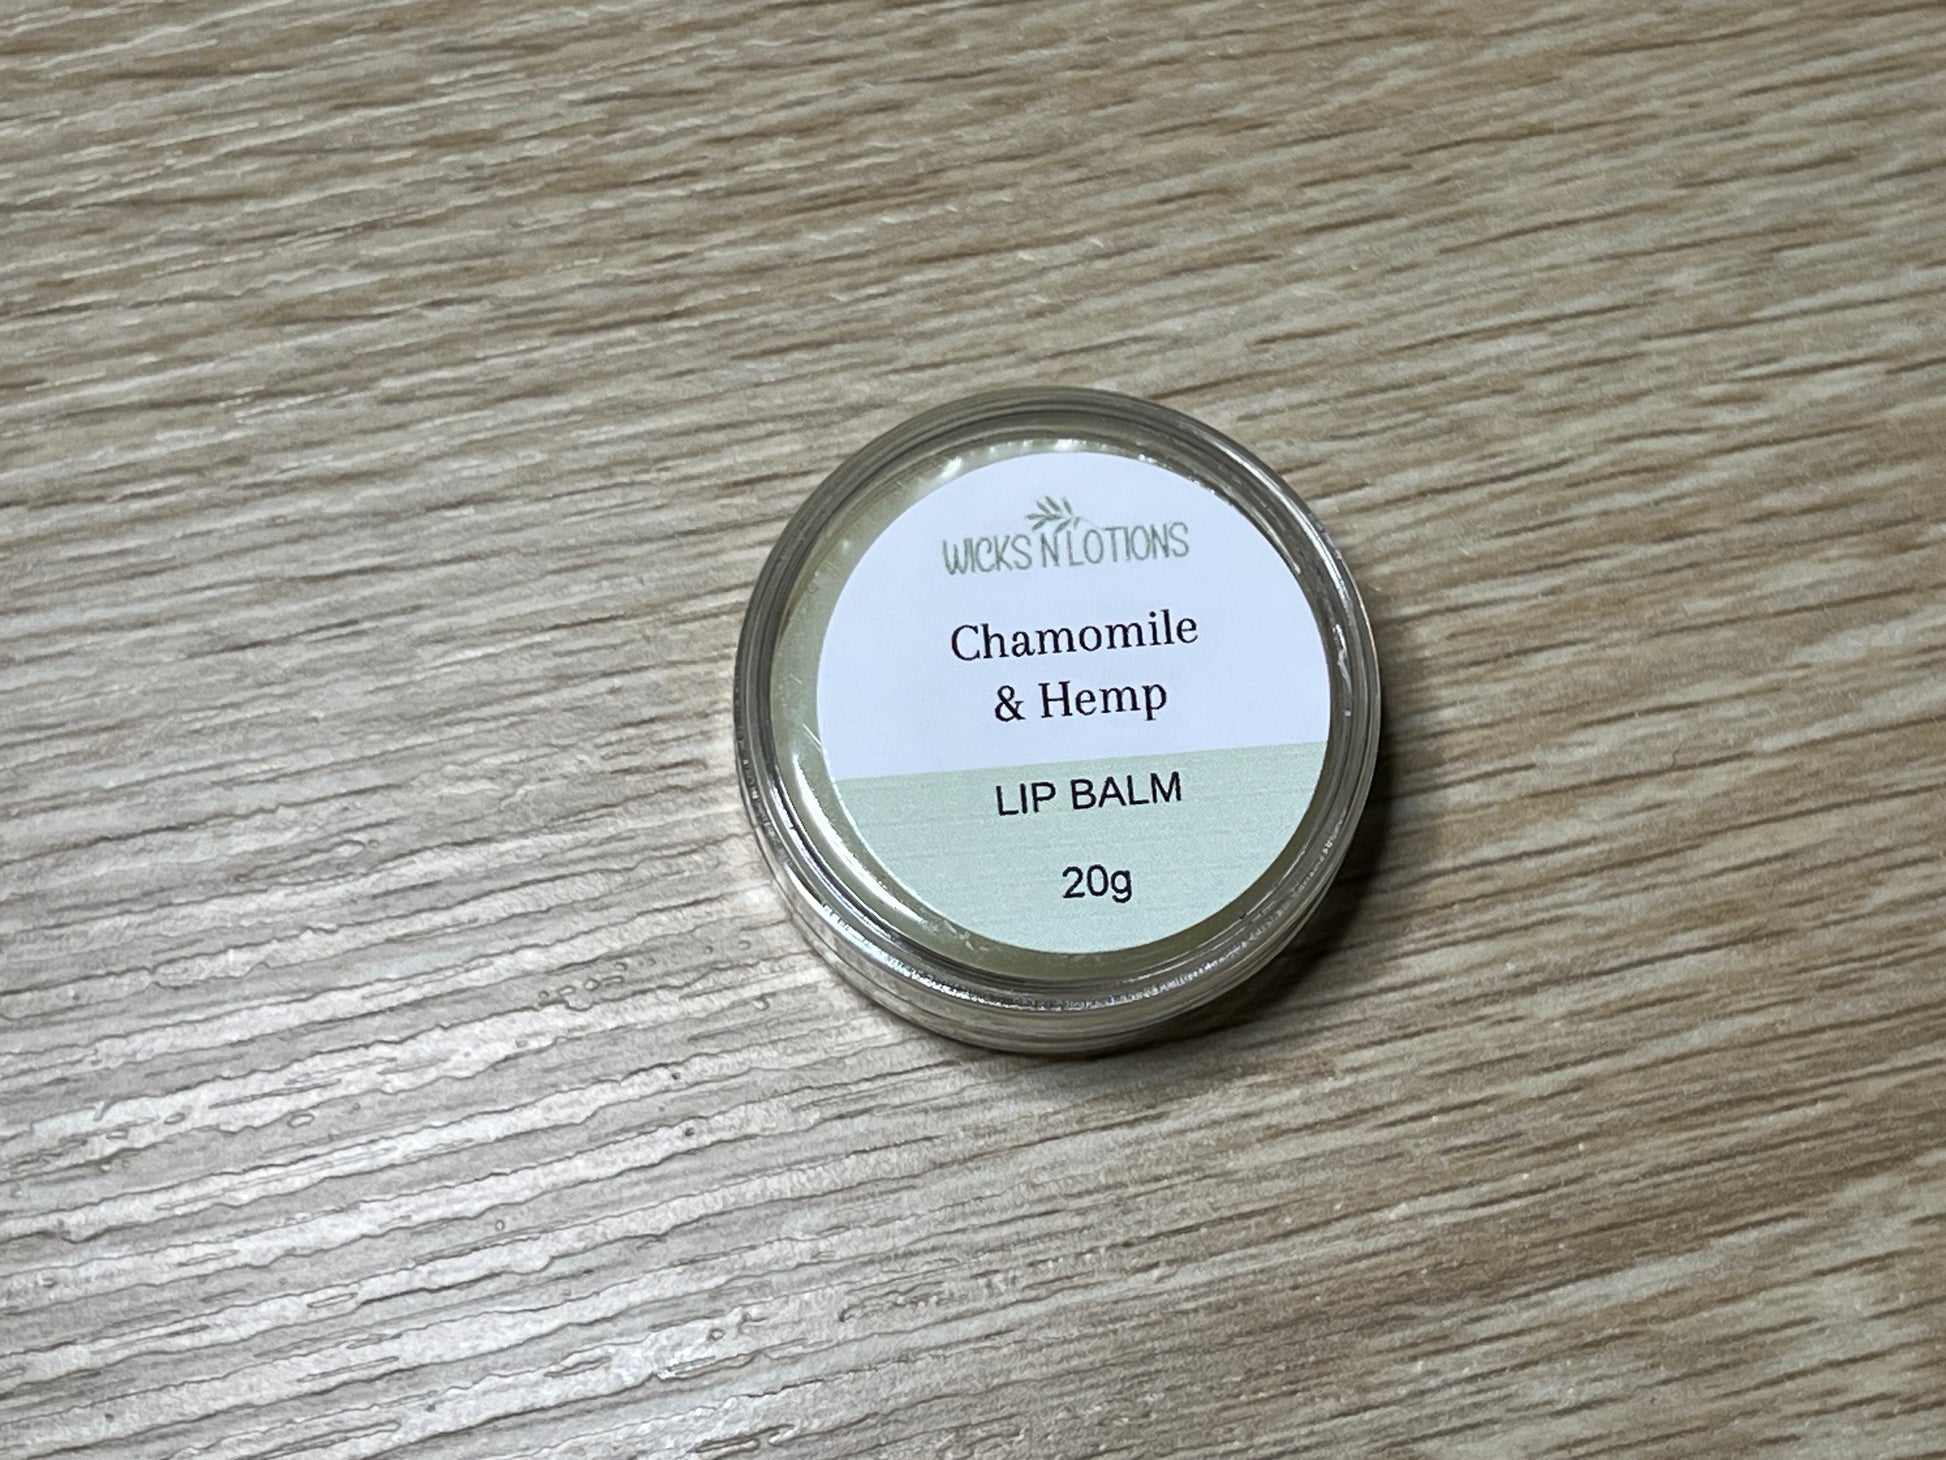 WICKS N' LOTIONS
Chamomile
& Hemp
LIP BALM
20g